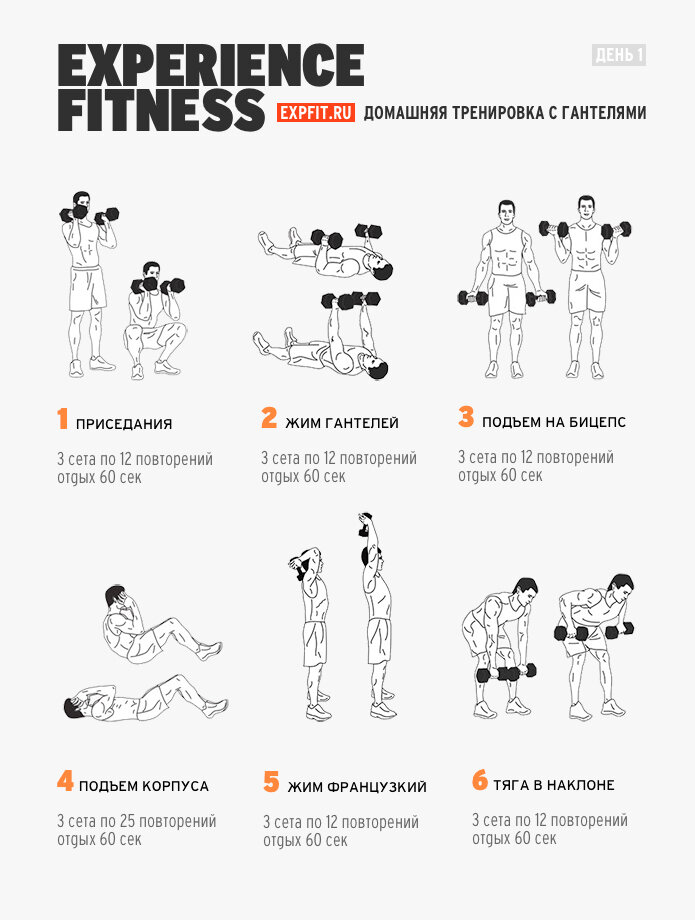 EXPERIENCE
ДЕНЬ 1
FITNESS EXPFIT.RU ДОМАШНЯЯ ТРЕНИРОВКА С ГАНТЕЛЯМИ
1 ПРИСЕДАНИЯ
3 сета по 12 повторений
отдых 60 сек
2 ЖИМ ГАНТЕЛЕЙ
3 сета по 12 повторений
отдых 60 сек
3 ПОДЪЕМ НА БИЦЕПС
3 сета по 12 повторений
отдых 60 сек
4 ПОДЪЕМ КОРПУСА
3 сета по 25 повторений
отдых 60 сек
5 ЖИМ ФРАНЦУЗКИЙ
3 сета по 12 повторений
отдых 60 сек
6 ТЯГА В НАКЛОНЕ
3 сета по 12 повторений
отдых 60 сек